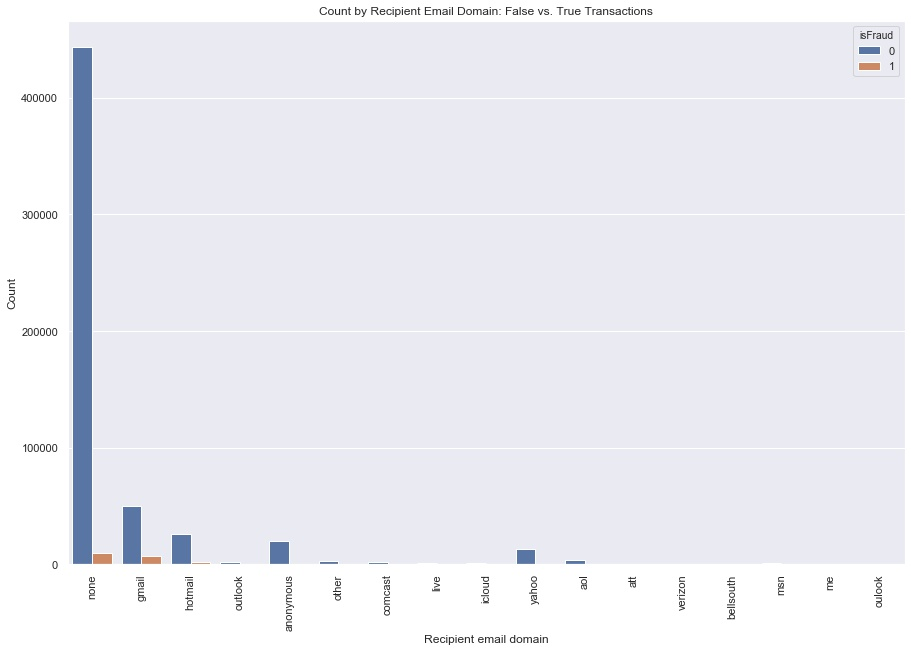 Count by Recipient Email Domain: False vs. True Transactions
isFraud
0
1
400000
300000
200000
100000
0
Count
none
gmail
hotmail
outlook
anonymous
other
comcast
live
icloud
yahoo
aol
att
verizon
bellsouth
msn
me
oulook
Recipient email domain